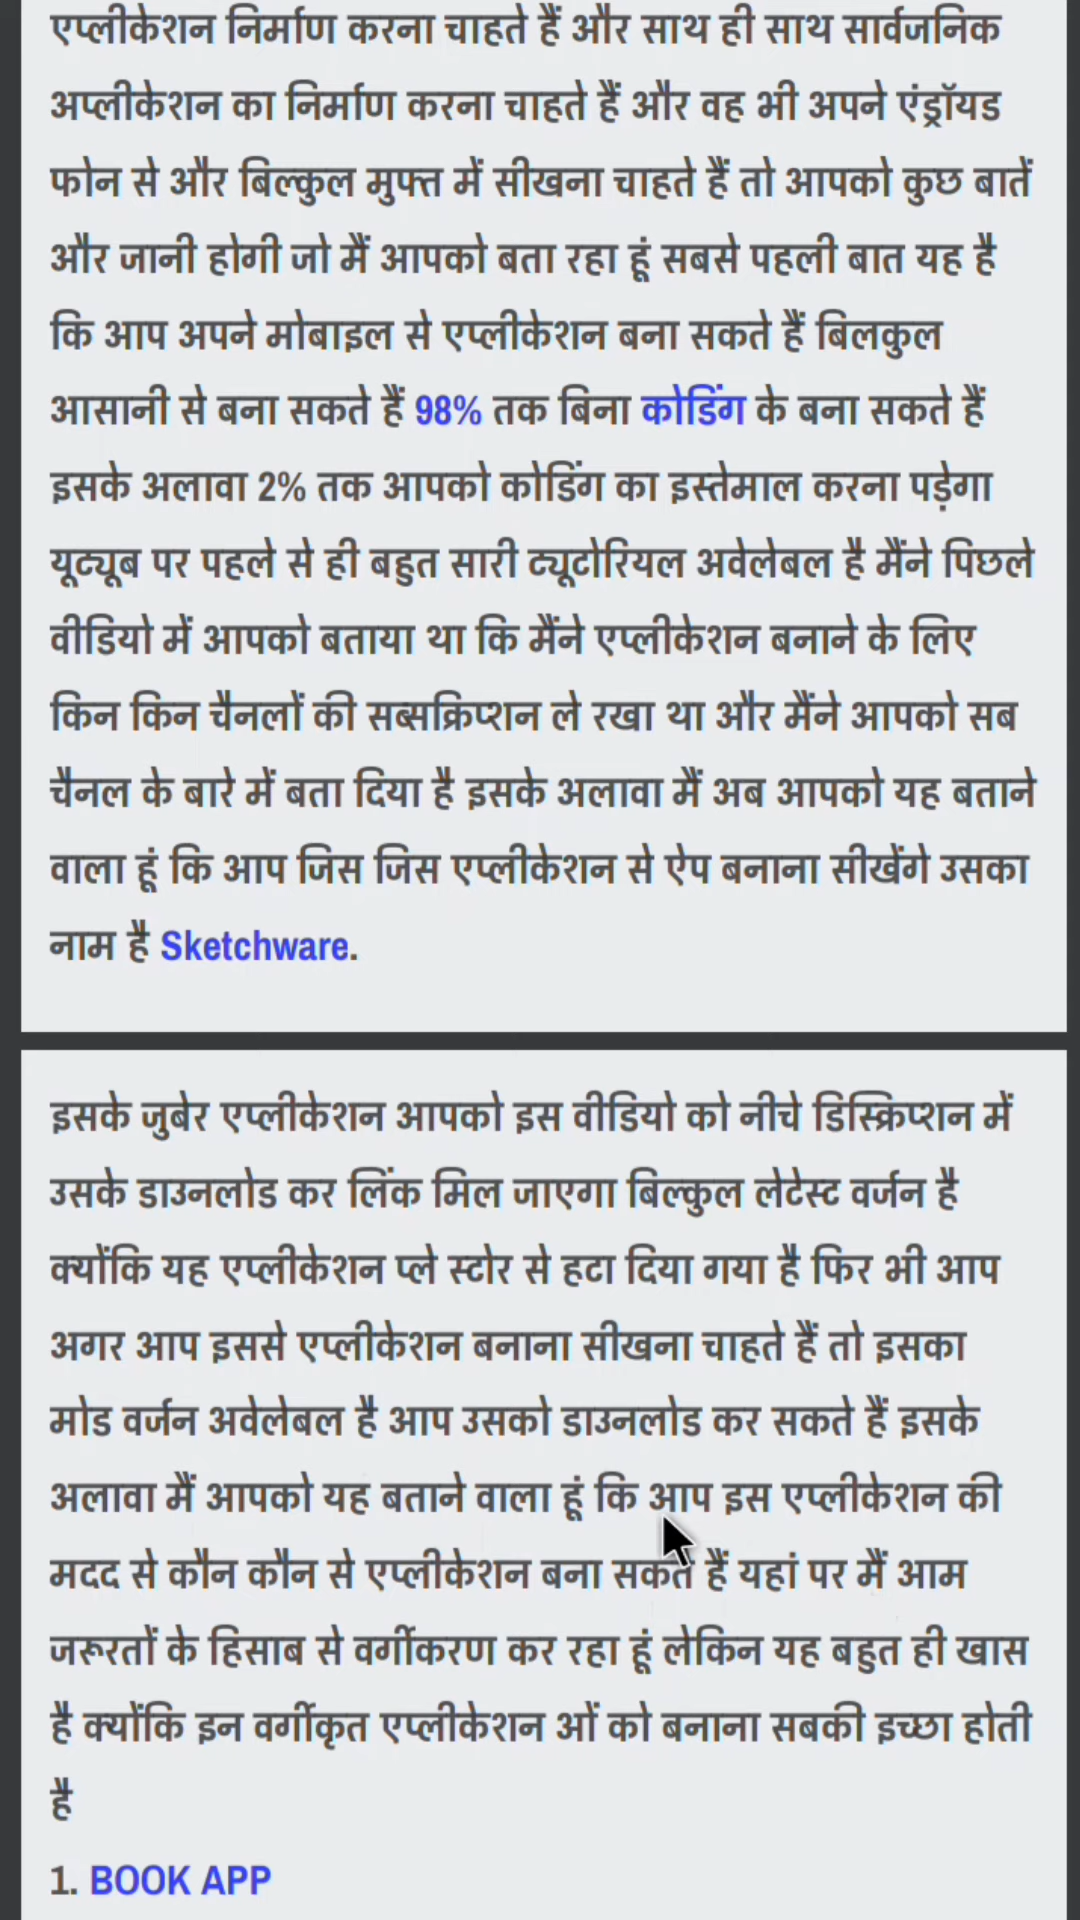 एप्लीकेशन निर्माण करना चाहते हैं और साथ ही साथ सार्वजनिक
अप्लीकेशन का निर्माण करना चाहते हैं और वह भी अपने एंड्रॉयड
फोन से और बिल्कुल मुफ्त में सीखना चाहते हैं तो आपको कुछ बातें
और जानी होगी जो मैं आपको बता रहा हूं सबसे पहली बात यह है
कि आप अपने मोबाइल से एप्लीकेशन बना सकते हैं बिलकुल
आसानी से बना सकते हैं 98% तक बिना कोडिंग के बना सकते हैं
इसके अलावा 2% तक आपको कोडिंग का इस्तेमाल करना पड़ेगा
यूट्यूब पर पहले से ही बहुत सारी ट्यूटोरियल अवेलेबल है मैंने पिछले
वीडियो में आपको बताया था कि मैंने एप्लीकेशन बनाने के लिए
किन किन चैनलों की सब्सक्रिप्शन ले रखा था और मैंने आपको सब
चैनल के बारे में बता दिया है इसके अलावा मैं अब आपको यह बताने
वाला हूं कि आप जिस जिस एप्लीकेशन से ऐप बनाना सीखेंगे उसका
नाम है Sketchware.
इसके जुबेर एप्लीकेशन आपको इस वीडियो को नीचे डिस्क्रिप्शन में
उसके डाउनलोड कर लिंक मिल जाएगा बिल्कुल लेटेस्ट वर्जन है
क्योंकि यह एप्लीकेशन प्ले स्टोर से हटा दिया गया है फिर भी आप
अगर आप इससे एप्लीकेशन बनाना सीखना चाहते हैं तो इसका
मोड वर्जन अवेलेबल है आप उसको डाउनलोड कर सकते हैं इसके
अलावा मैं आपको यह बताने वाला हूं कि आप इस एप्लीकेशन की
मदद से कौन कौन से एप्लीकेशन बना सकते हैं यहां पर मैं आम
जरूरतों के हिसाब से वर्गीकरण कर रहा हूं लेकिन यह बहुत ही खास
है क्योंकि इन वर्गीकृत एप्लीकेशन ओं को बनाना सबकी इच्छा होती
है
1. BOOK APP